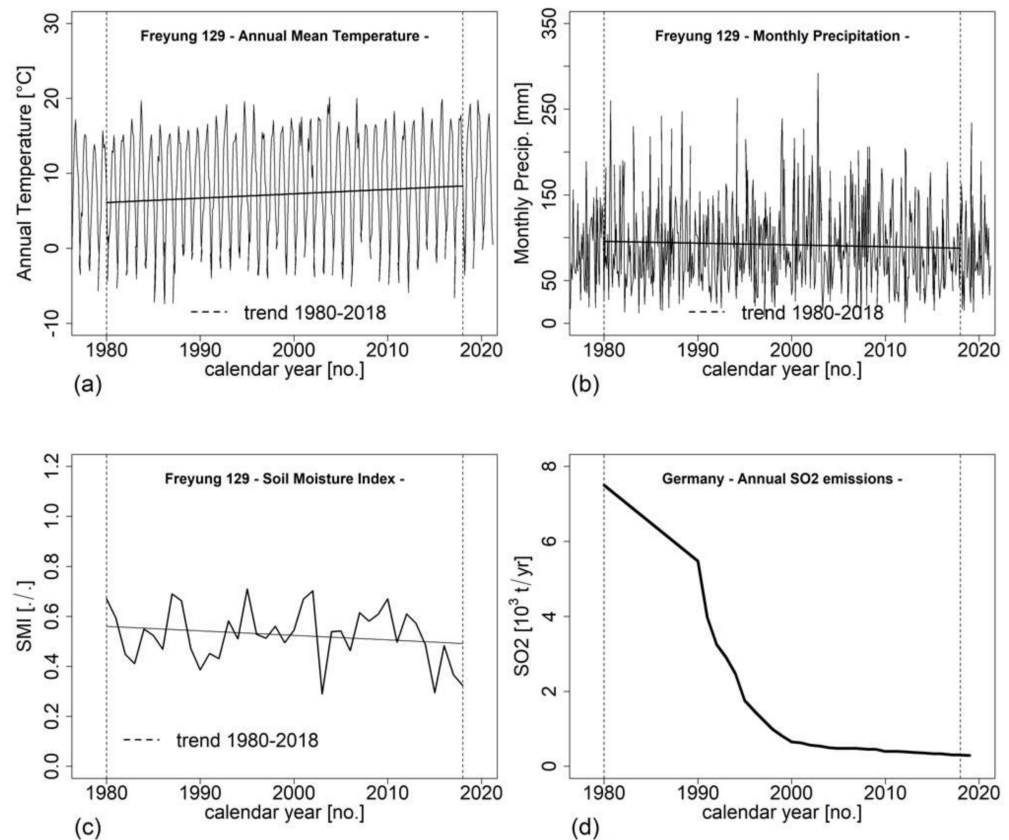 Freyung 129 - Annual Mean Temperature -
Annual Temperature [°C]
30
20
10
0
-10
trend 1980-2018
1980 1990 2000 2010 2020
calendar year [no.]
(a)
Freyung 129 - Monthly Precipitation -
Monthly Precip. [mm]
350
250
150
50
0
trend 1980-2018
1980 1990 2000 2010 2020
calendar year [no.]
(b)
Freyung 129 - Soil Moisture Index -
SMI [./.]
1.2
1.0
0.8
0.6
0.4
0.2
0.0
trend 1980-2018
1980 1990 2000 2010 2020
calendar year [no.]
(c)
Germany - Annual SO2 emissions -
SO2 [10³ t/yr]
8
6
4
2
0
1980 1990 2000 2010 2020
calendar year [no.]
(d)